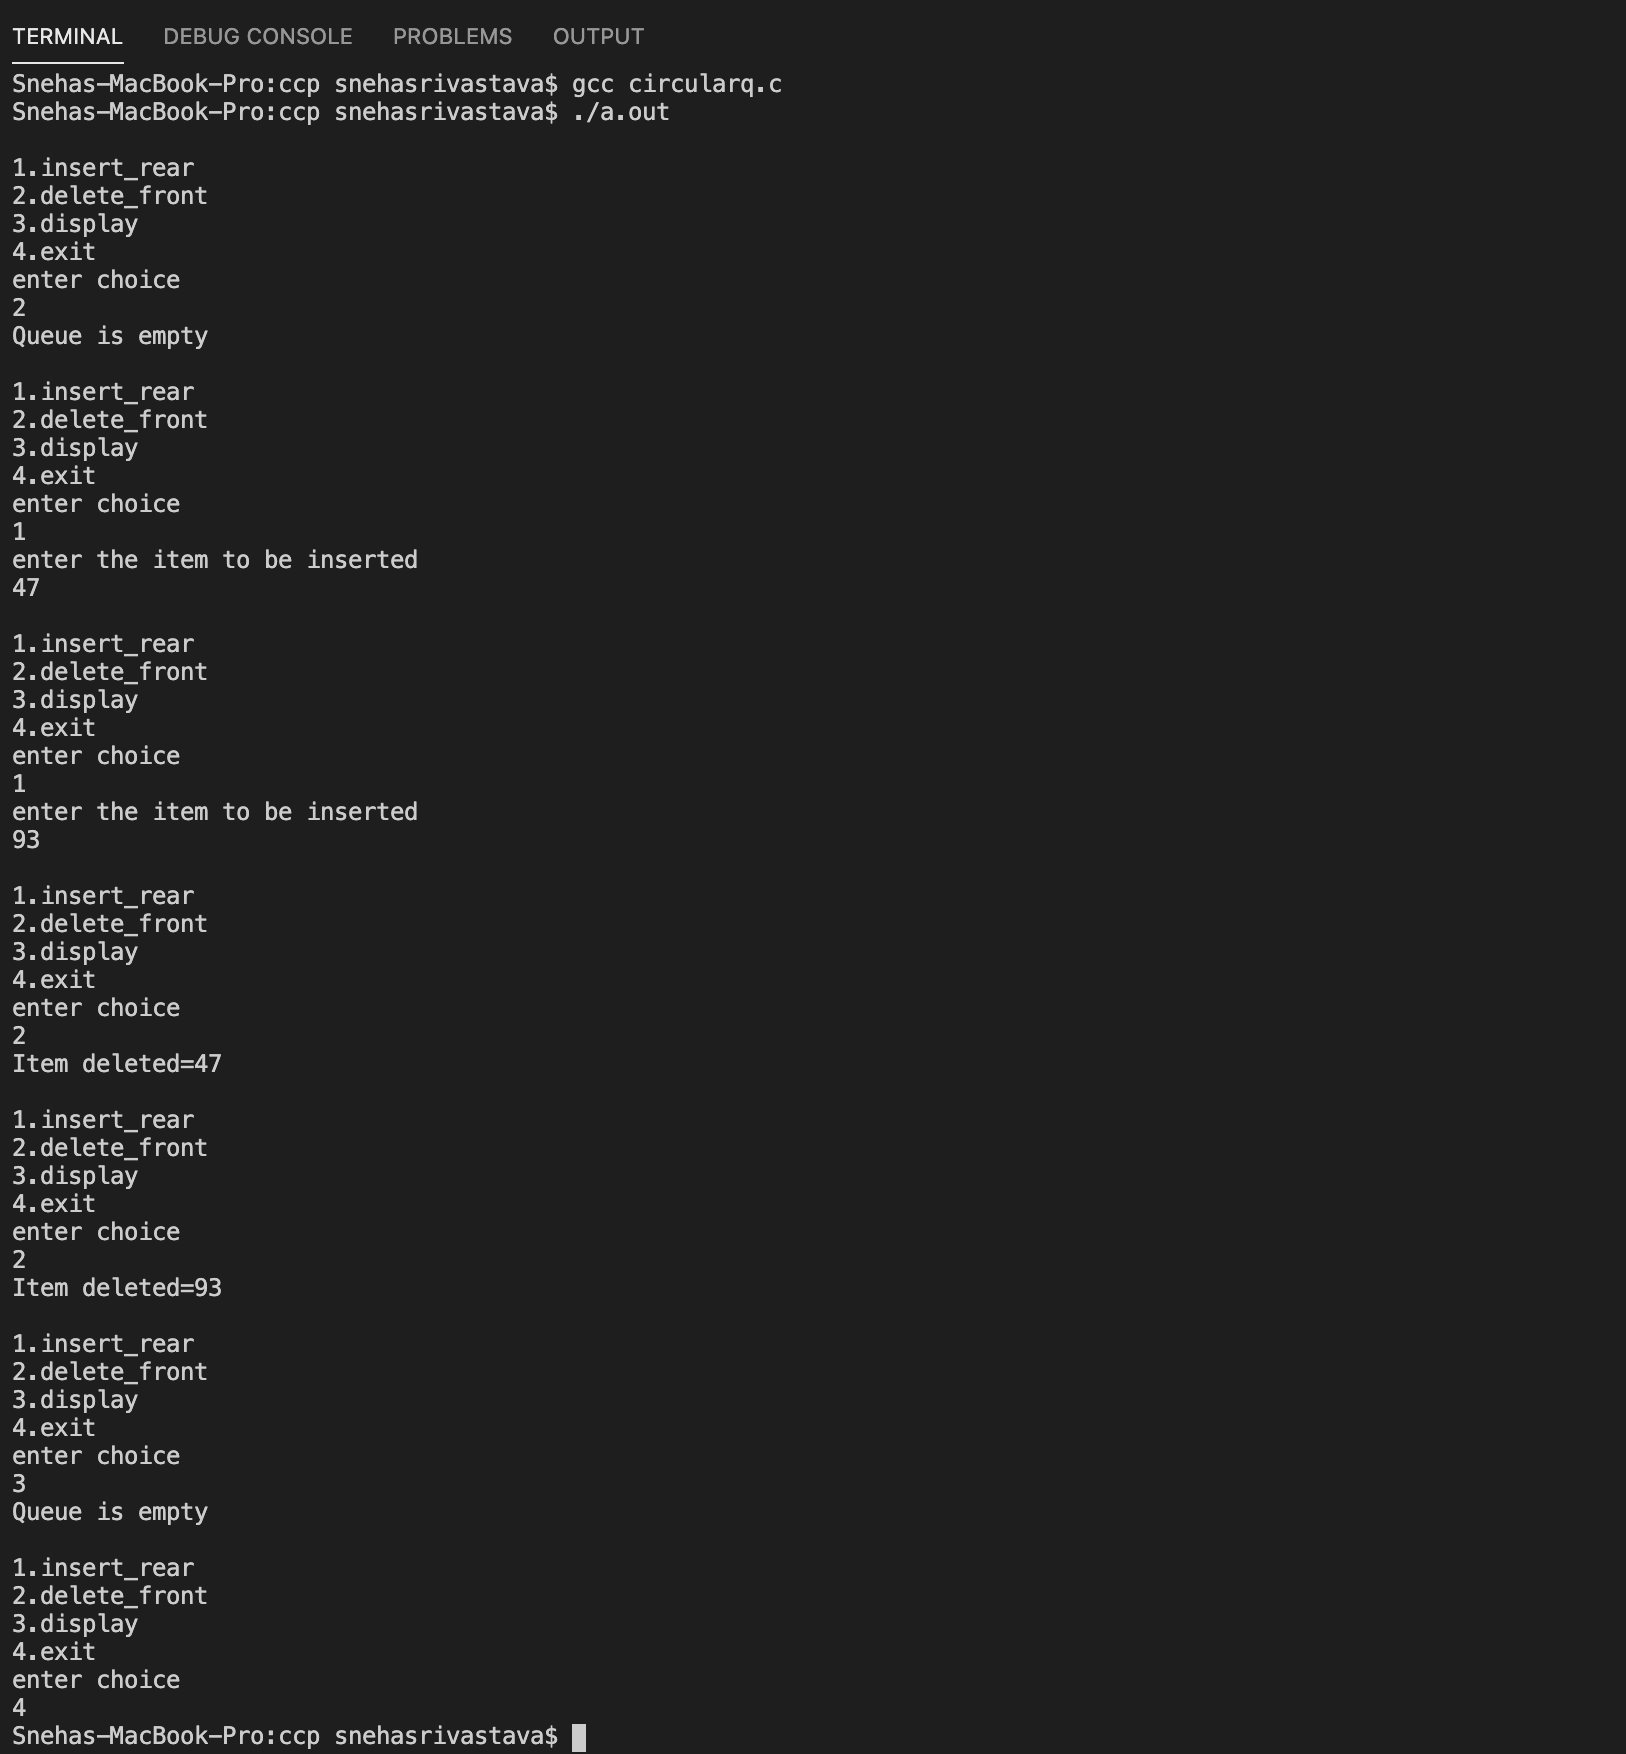 TERMINAL DEBUG CONSOLE PROBLEMS OUTPUT
Snehas-MacBook-Pro:ccp snehasrivastava$ gcc circularq.c
Snehas-MacBook-Pro:ccp snehasrivastava$ ./a.out
1.insert_rear
2.delete_front
3.display
4.exit
enter choice
2
Queue is empty
1.insert_rear
2.delete_front
3.display
4.exit
enter choice
1
enter the item to be inserted
47
1.insert_rear
2.delete_front
3.display
4.exit
enter choice
1
enter the item to be inserted
93
1.insert_rear
2.delete_front
3.display
4.exit
enter choice
2
Item deleted=47
1.insert_rear
2.delete_front
3.display
4.exit
enter choice
2
Item deleted=93
1.insert_rear
2.delete_front
3.display
4.exit
enter choice
3
Queue is empty
1.insert_rear
2.delete_front
3.display
4.exit
enter choice
4
Snehas-MacBook-Pro:ccp snehasrivastava$